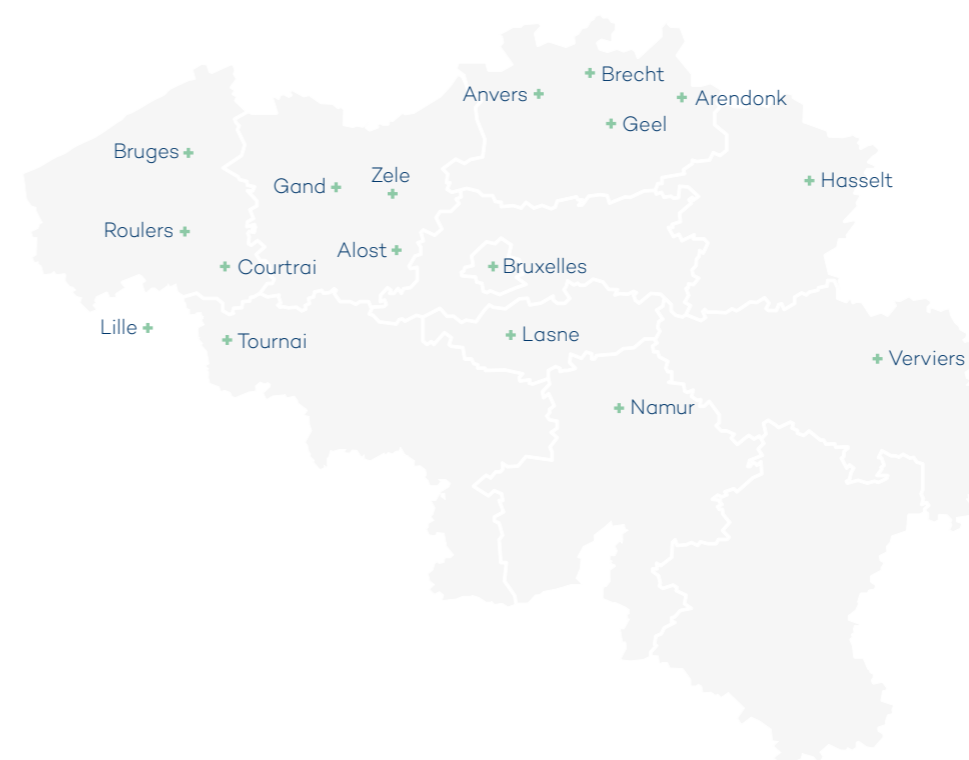 Brecht
Anvers
Arendonk
Geel
Bruges
Zele
Gand
Hasselt
Roulers
Alost
Courtrai
Bruxelles
Lille
Tournai
Lasne
Verviers
Namur